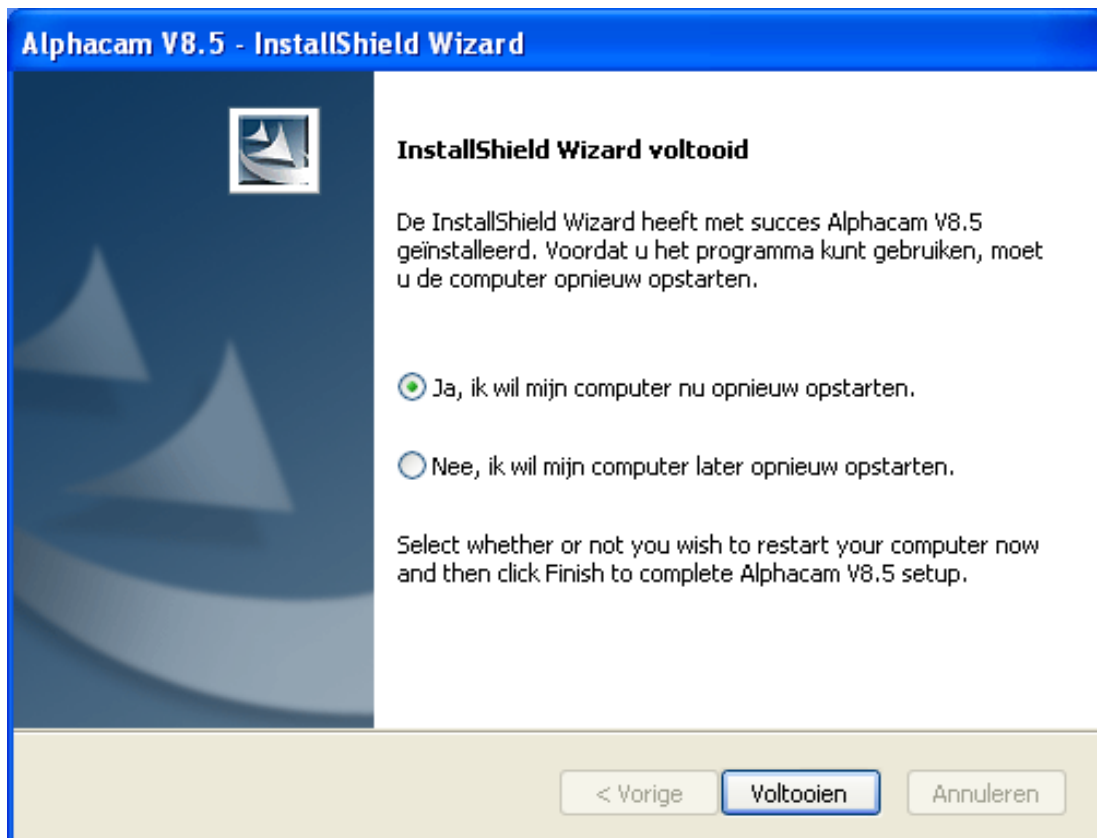 Alphacam V8.5 - InstallShield Wizard
InstallShield Wizard voltooid
De InstallShield Wizard heeft met succes Alphacam V8.5
geïnstalleerd. Voordat u het programma kunt gebruiken, moet
u de computer opnieuw opstarten.
Ja, ik wil mijn computer nu opnieuw opstarten.
Nee, ik wil mijn computer later opnieuw opstarten.
Select whether or not you wish to restart your computer now
and then click Finish to complete Alphacam V8.5 setup.
< Vorige Voltooien Annuleren